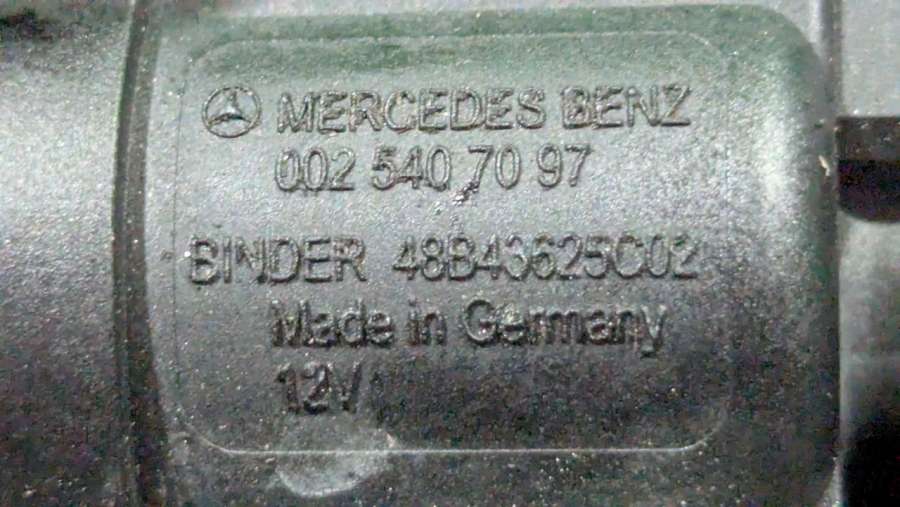 MERCEDES BENZ
002 540 70 97
BINDER 48B43625C02
Made in Germany
12V